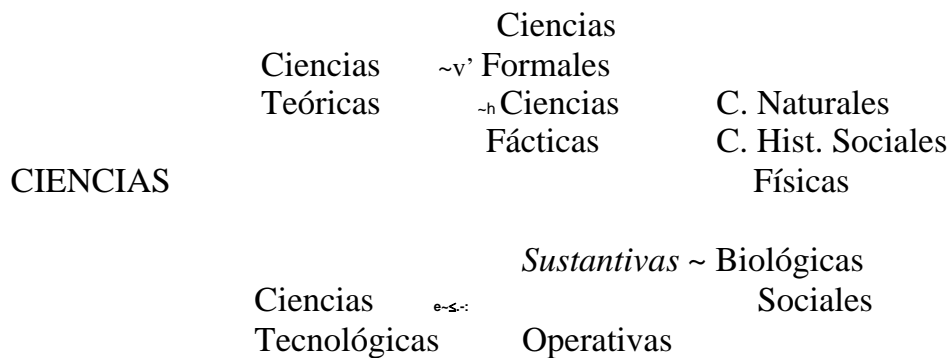 Ciencias
Ciencias ~v’ Formales
Teóricas ~h Ciencias C. Naturales
Fácticas C. Hist. Sociales
CIENCIAS Físicas
Sustantivas ~ Biológicas
Ciencias e~≤.-: Sociales
Tecnológicas Operativas